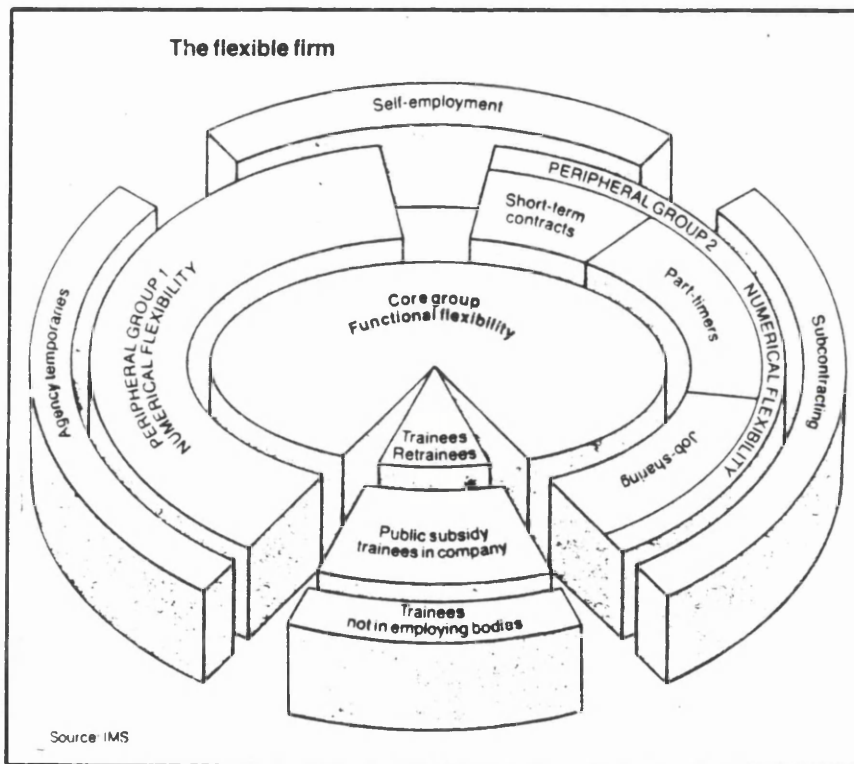 The flexible firm
Self-employment
PERIPHERAL GROUP 2
Short-term
contracts
Agency temporaries
PERIPHERAL GROUP 1
NUMERICAL FLEXIBILITY
Core group
Functional flexibility
Part-timers
NUMERICAL FLEXIBILITY
Subcontracting
Trainees
Retrainees
Job-sharing
Public subsidy
trainees in company
Trainees
not in employing bodies
Source: IMS